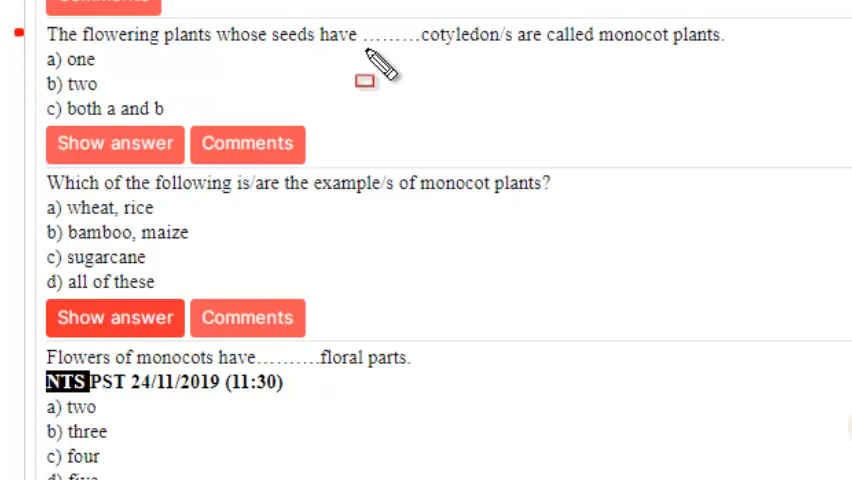 Comments
The flowering plants whose seeds have .........cotyledon/s are called monocot plants.
a) one
b) two
c) both a and b
Show answer Comments
Which of the following is/are the example/s of monocot plants?
a) wheat, rice
b) bamboo, maize
c) sugarcane
d) all of these
Show answer Comments
Flowers of monocots have..........floral parts.
NTS PST 24/11/2019 (11:30)
a) two
b) three
c) four
d) five